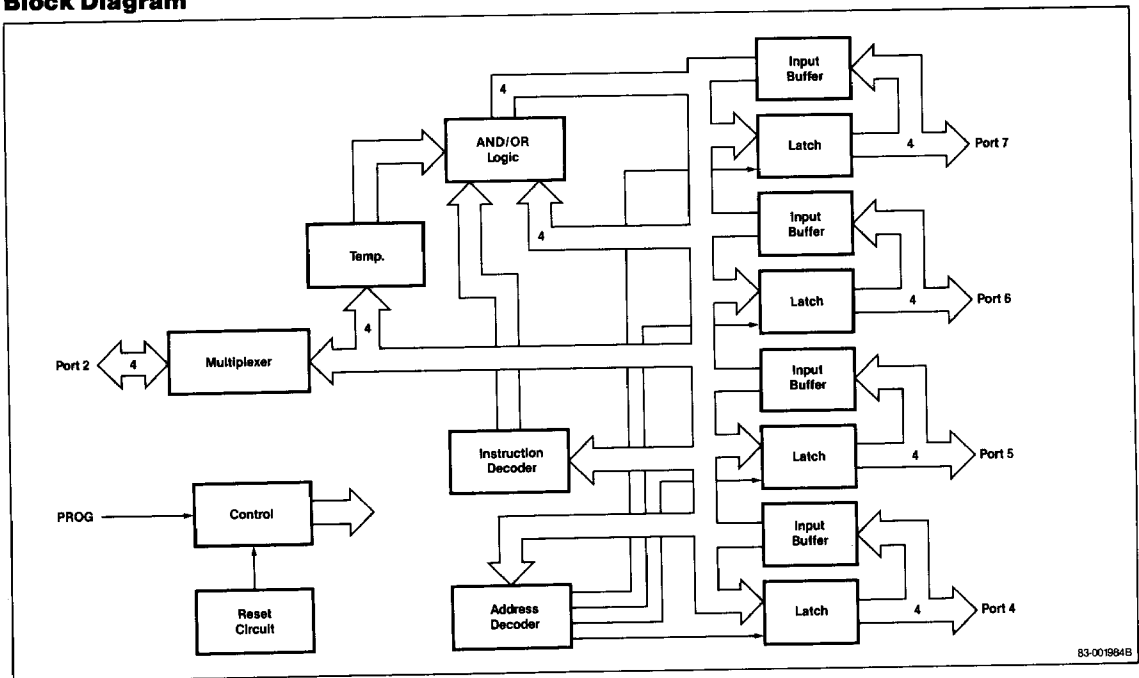 Block Diagram
Input
Buffer
4
AND/OR
Logic
Latch
4
Port 7
Input
Buffer
4
Temp.
Latch
4
Port 6
4
Port 2
4
Multiplexer
Input
Buffer
Instruction
Decoder
Latch
4
Port 5
PROG
Control
Input
Buffer
Reset
Circuit
Address
Decoder
Latch
4
Port 4
83-001984B